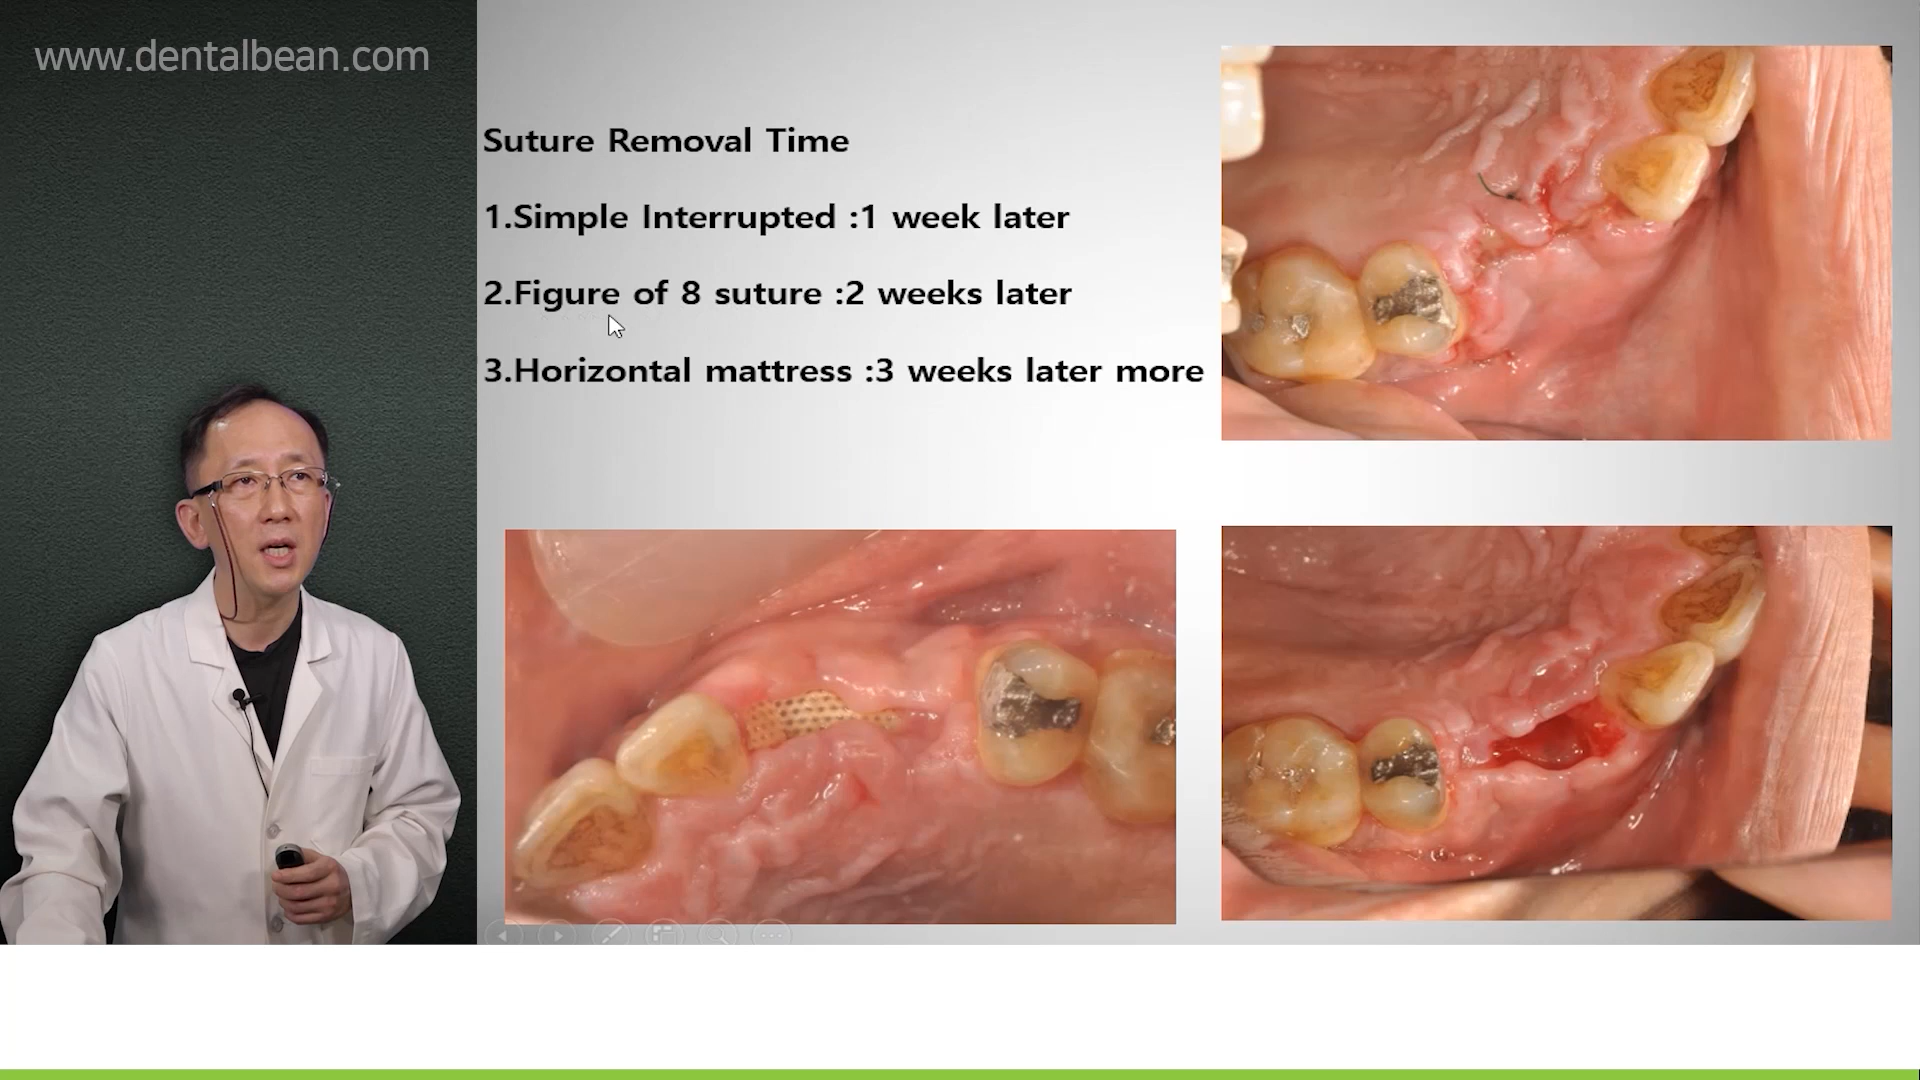 www.dentalbean.com
Suture Removal Time
1.Simple Interrupted :1 week later
2.Figure of 8 suture :2 weeks later
3.Horizontal mattress :3 weeks later more